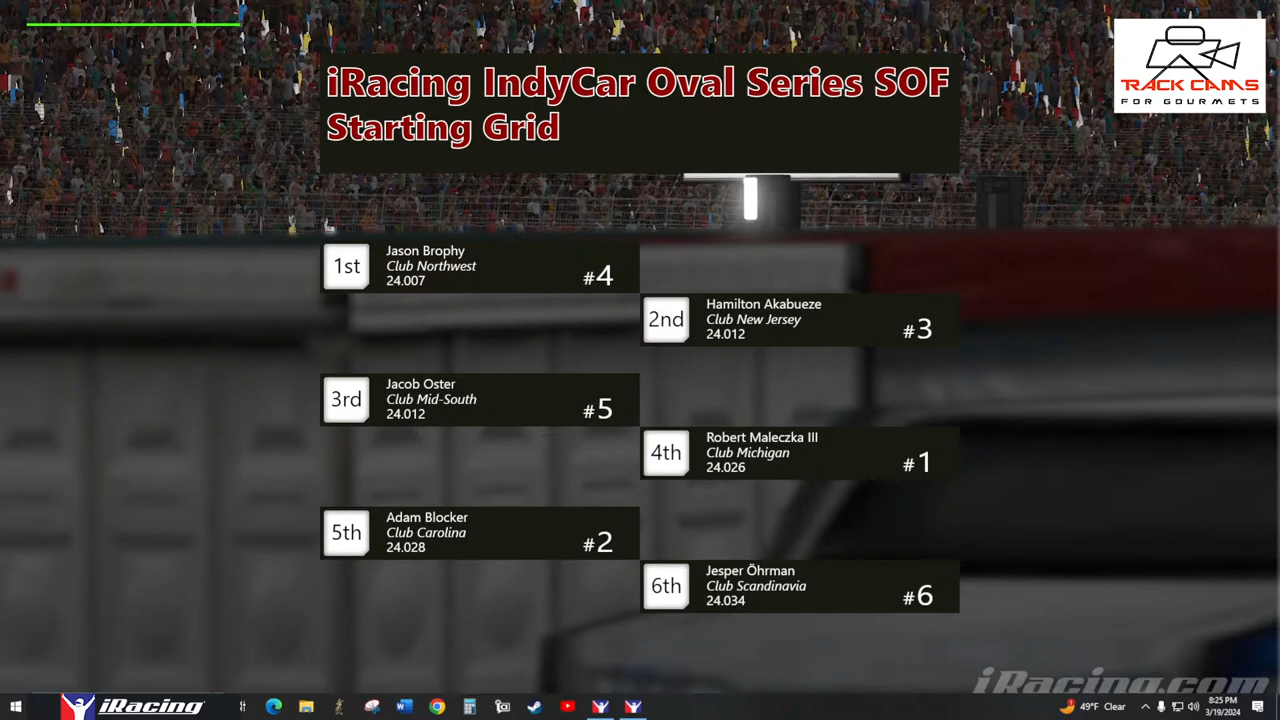 TRACK CAMS
FOR GOURMETS
iRacing IndyCar Oval Series SOF
Starting Grid
1st
Jason Brophy
Club Northwest
24.007
#4
2nd
Hamilton Akabueze
Club New Jersey
24.012
#3
3rd
Jacob Oster
Club Mid-South
24.012
#5
4th
Robert Maleczka III
Club Michigan
24.026
#1
5th
Adam Blocker
Club Carolina
24.028
#2
6th
Jesper Öhrman
Club Scandinavia
24.034
#6
iRacing.com
iRacing
49°F Clear
8:25 PM
3/19/2024